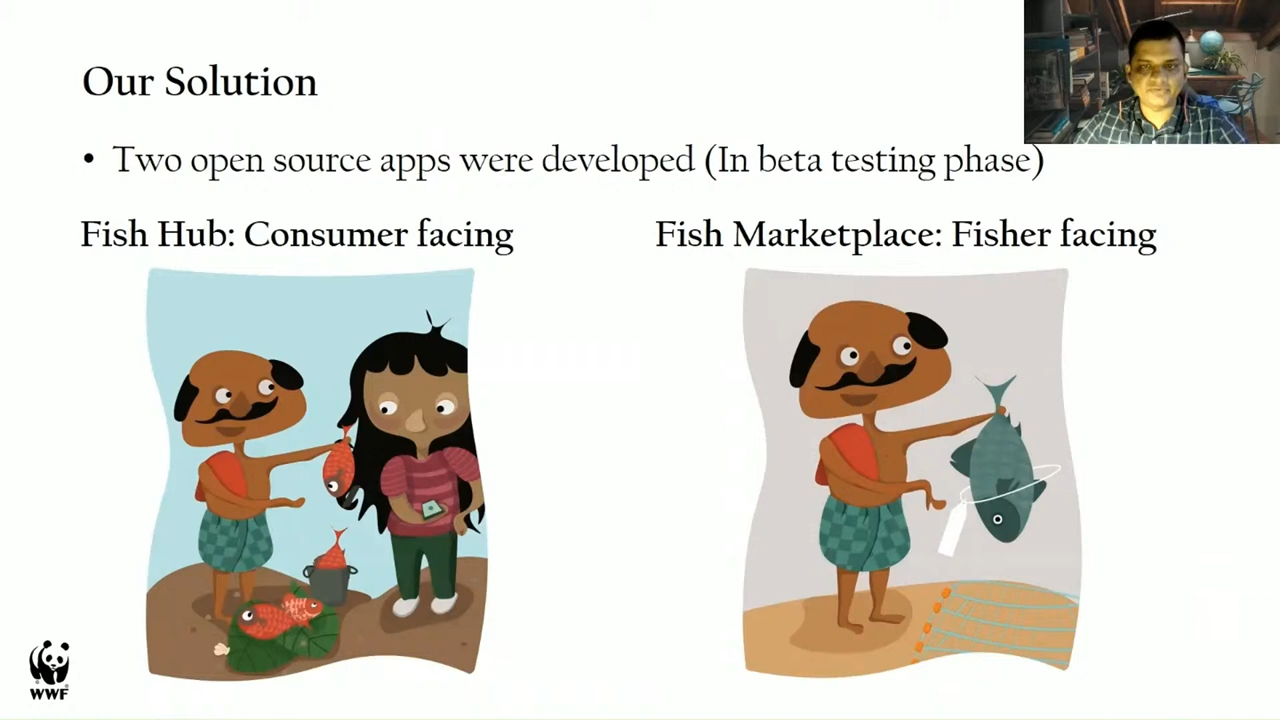 Our Solution
• Two open source apps were developed (In beta testing phase)
Fish Hub: Consumer facing
Fish Marketplace: Fisher facing
WWF